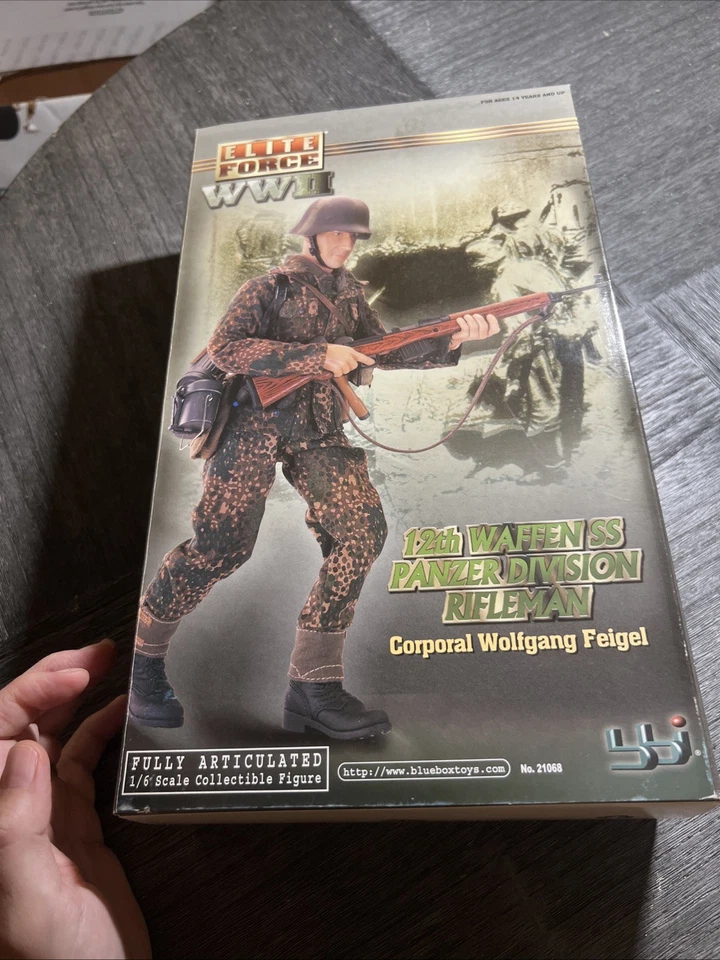 FOR AGES 14 YEARS AND UP
ELITE
FORCE
WWII
12th WAFFEN SS
PANZER DIVISION
RIFLEMAN
Corporal Wolfgang Feigel
FULLY ARTICULATED
1/6 Scale Collectible Figure
http://www.blueboxtoys.com
No. 21068
bbi